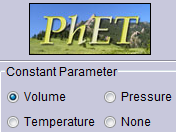 PhET
Constant Parameter
Volume Pressure
Temperature None